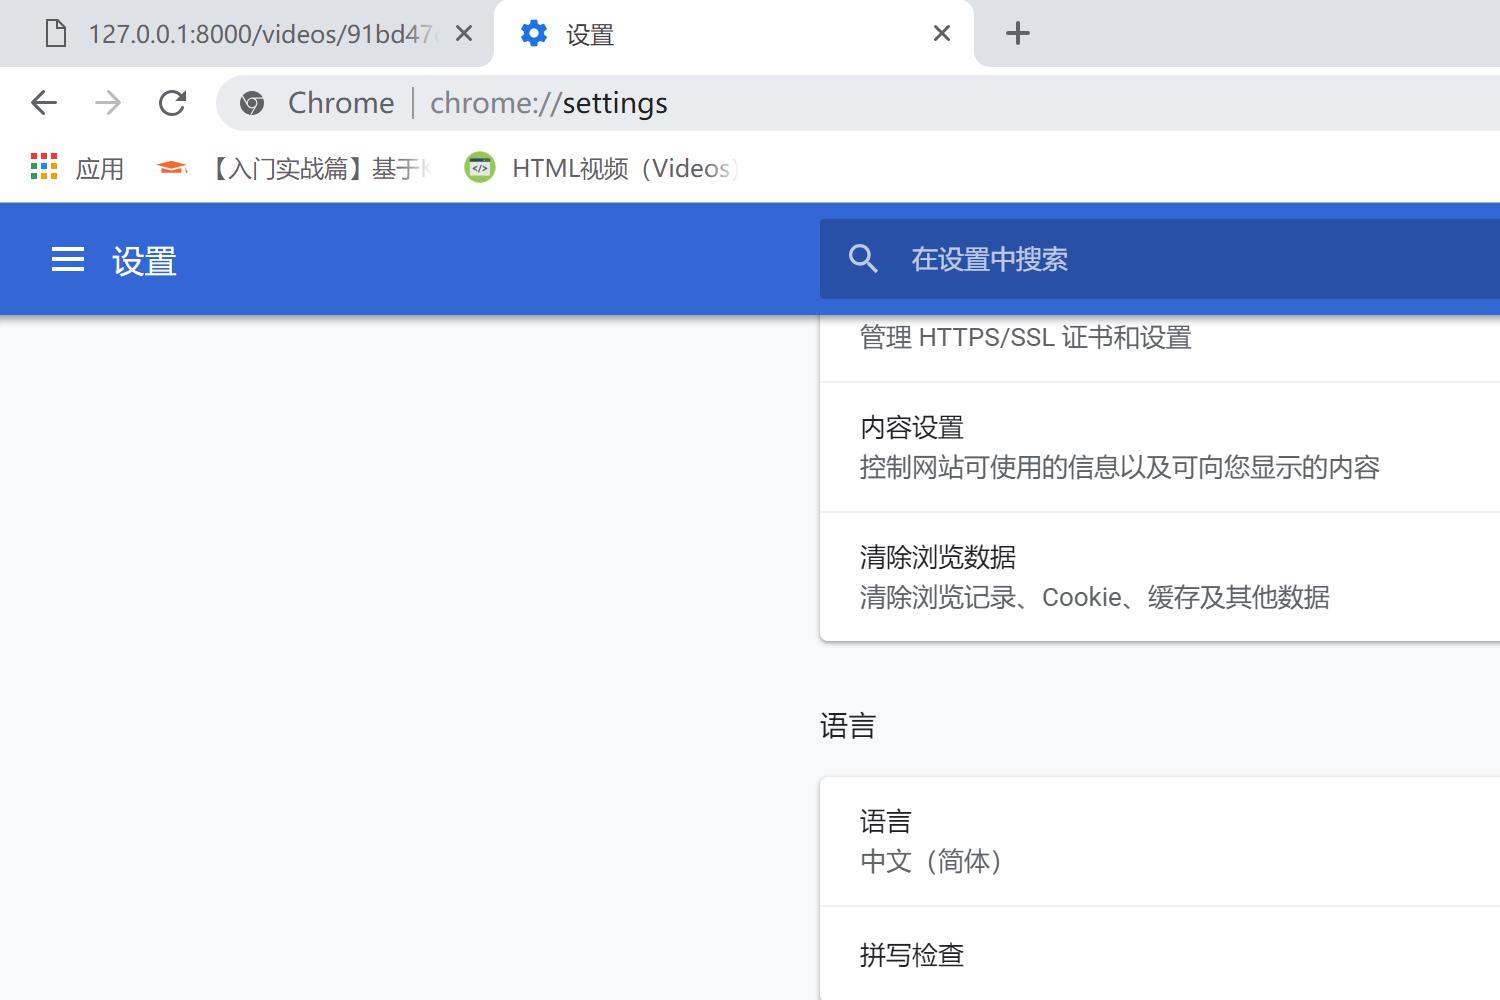 127.0.0.1:8000/videos/91bd47
设置
Chrome chrome://settings
应用 【入门实战篇】基于 HTML视频（Videos）
设置 在设置中搜索
管理 HTTPS/SSL 证书和设置
内容设置
控制网站可使用的信息以及可向您显示的内容
清除浏览数据
清除浏览记录、Cookie、缓存及其他数据
语言
语言
中文（简体）
拼写检查